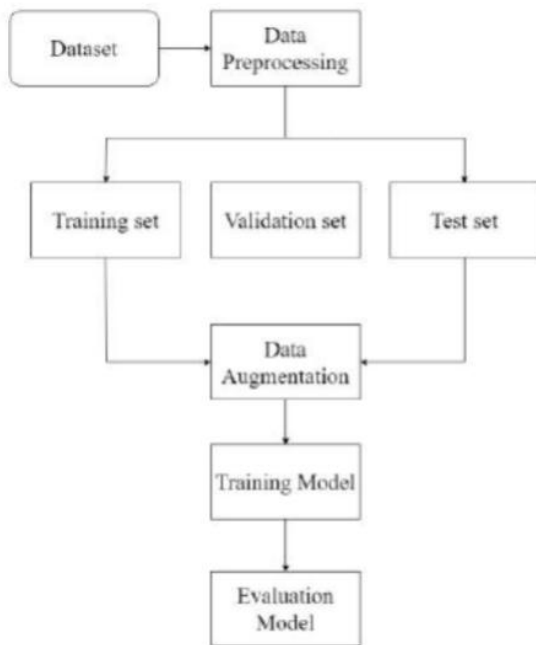 Dataset
Data
Preprocessing
Training set
Validation set
Test set
Data
Augmentation
Training Model
Evaluation
Model